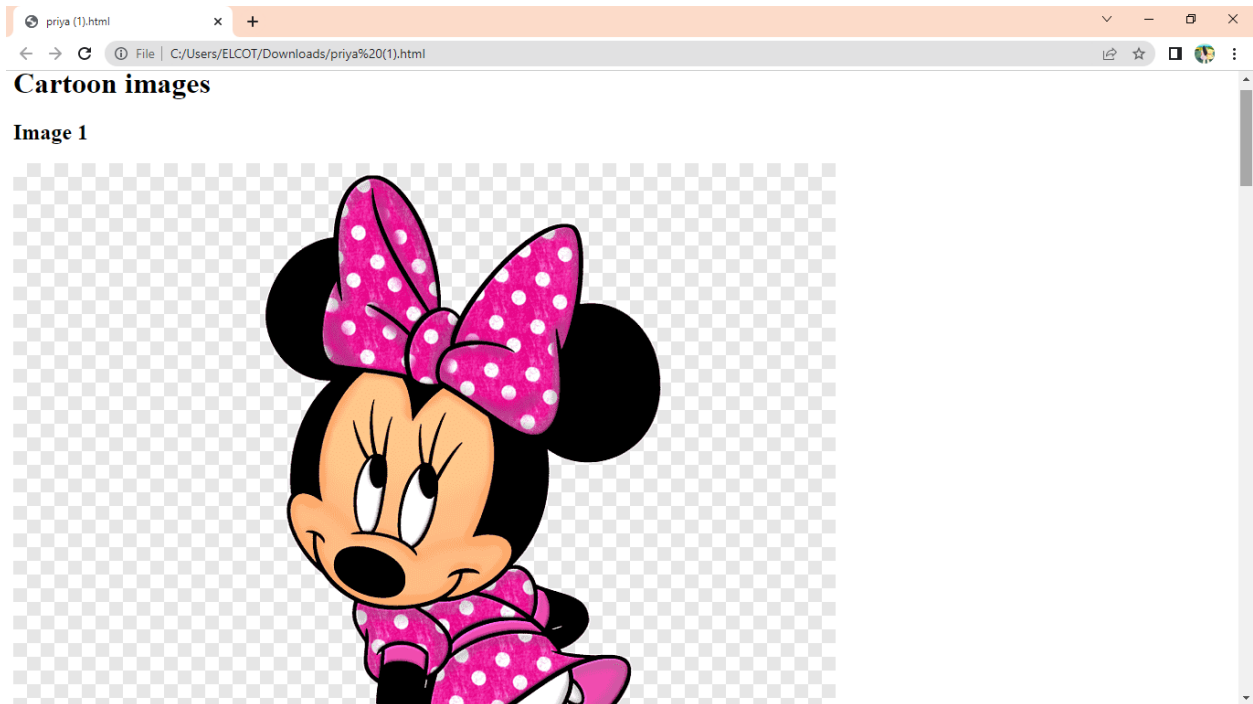 priya (1).html
File C:/Users/ELCOT/Downloads/priya%20(1).html
Cartoon images
Image 1